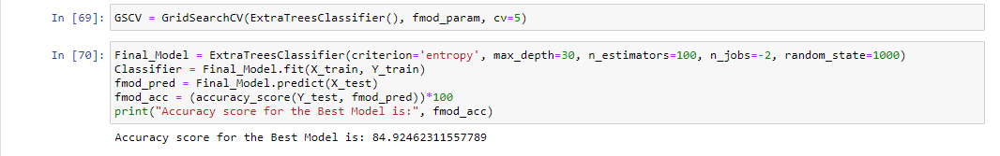 In [69]: GSCV = GridSearchCV(ExtraTreesClassifier(), fmod_param, cv=5)
In [70]: Final_Model = ExtraTreesClassifier(criterion='entropy', max_depth=30, n_estimators=100, n_jobs=-2, random_state=1000)
Classifier = Final_Model.fit(X_train, Y_train)
fmod_pred = Final_Model.predict(X_test)
fmod_acc = (accuracy_score(Y_test, fmod_pred))*100
print("Accuracy score for the Best Model is:", fmod_acc)
Accuracy score for the Best Model is: 84.92462311557789